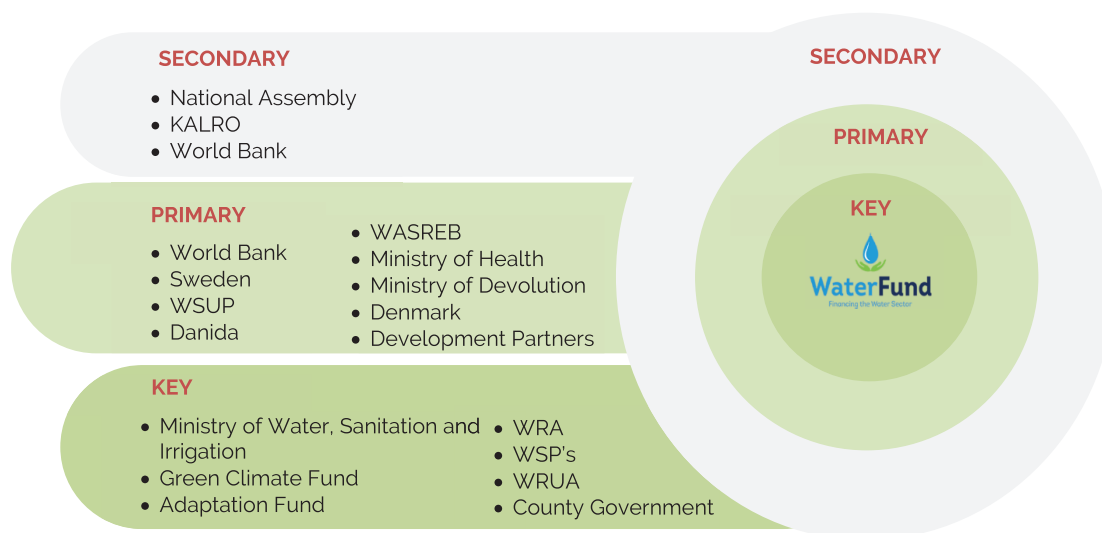 SECONDARY
• National Assembly
• KALRO
• World Bank
PRIMARY
• World Bank
• Sweden
• WSUP
• Danida
• WASREB
• Ministry of Health
• Ministry of Devolution
• Denmark
• Development Partners
KEY
• Ministry of Water, Sanitation and
Irrigation
• Green Climate Fund
• Adaptation Fund
• WRA
• WSP's
• WRUA
• County Government
SECONDARY
PRIMARY
KEY
WaterFund
Financing the Water Sector